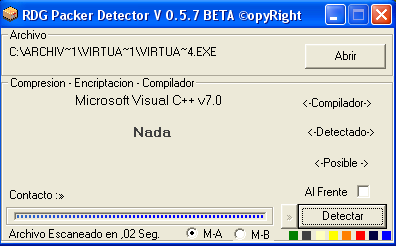 RDG Packer Detector V 0.5.7 BETA ©opyRight
Archivo
C:\ARCHIV~1\VIRTUA~1\VIRTUA~4.EXE
Abrir
Compresion - Encriptacion - Compilador
Microsoft Visual C++ v7.0
<-Compilador->
Nada
<-Detectado->
<-Posible ->
Al Frente
Contacto :»
» Detectar
Archivo Escaneado en ,02 Seg.
M-A
M-B